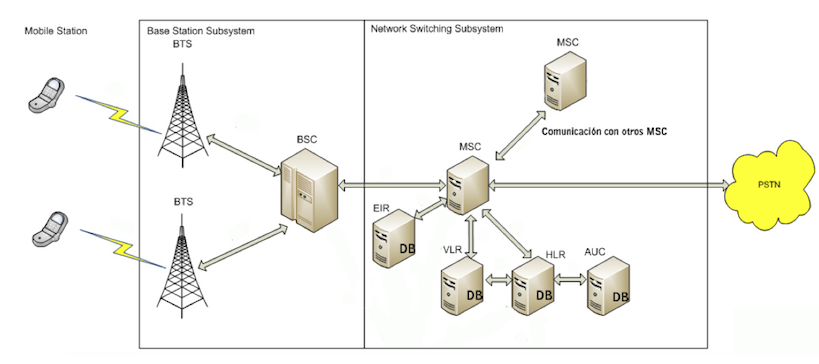 Mobile Station
Base Station Subsystem
BTS
Network Switching Subsystem
MSC
Comunicación con otros MSC
BSC
MSC
PSTN
BTS
EIR
DB
VLR
HLR
AUC
DB
DB
DB